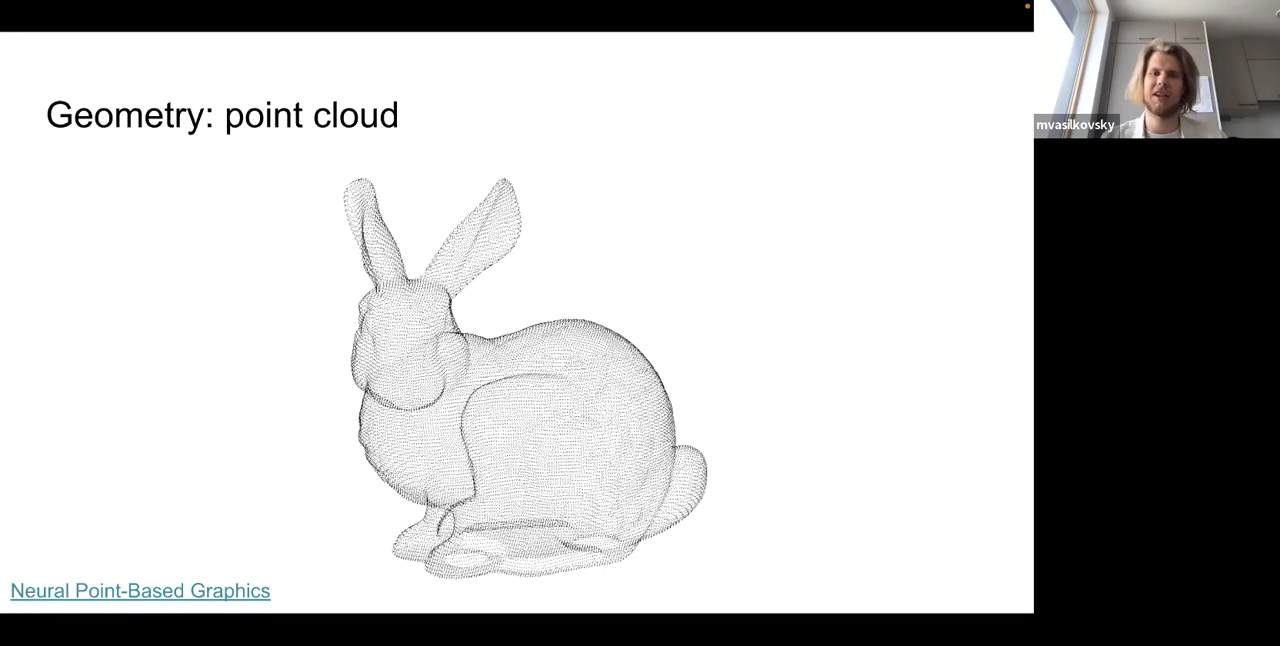 Geometry: point cloud
mvasilkovsky
Neural Point-Based Graphics